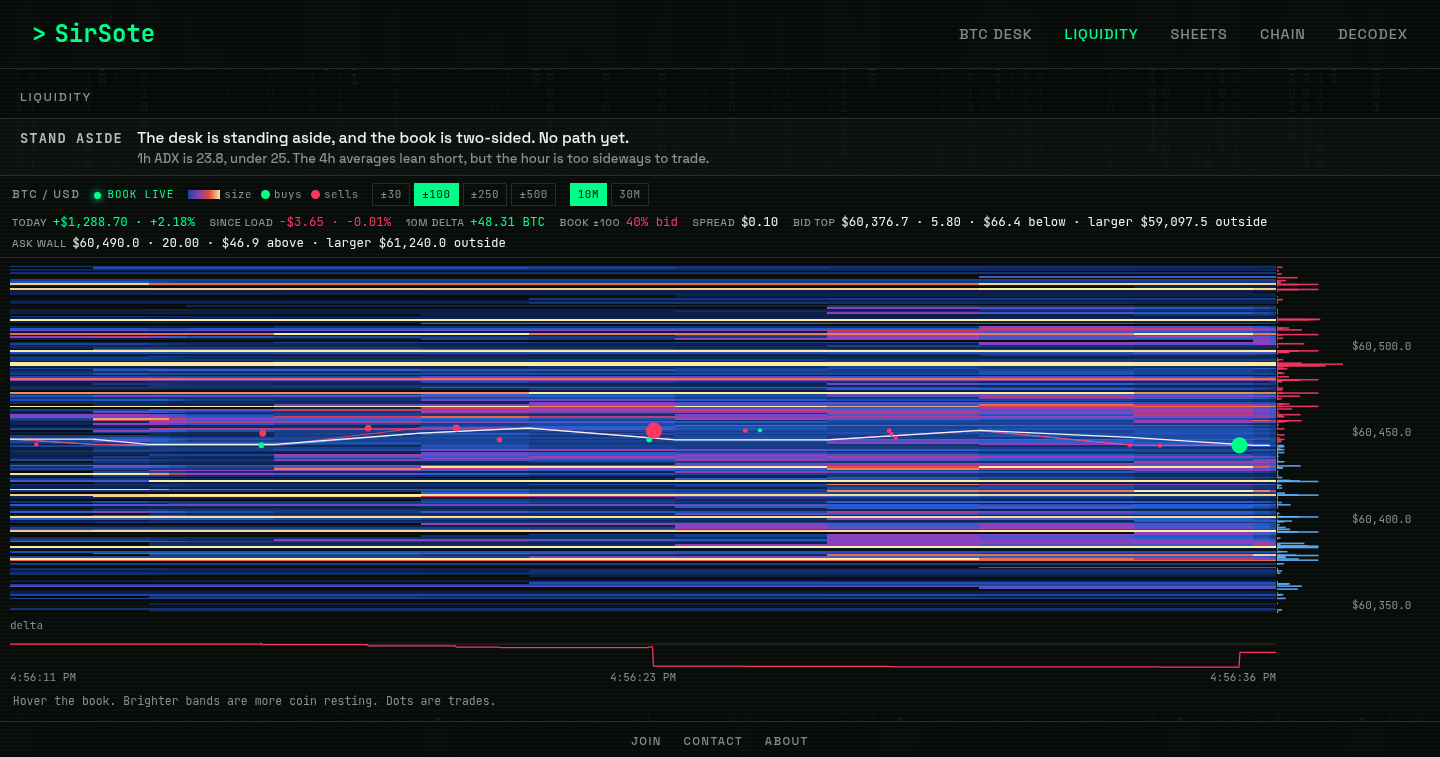 > SirSote
BTC DESK LIQUIDITY SHEETS CHAIN DECODEX
LIQUIDITY
STAND ASIDE The desk is standing aside, and the book is two-sided. No path yet.
1h ADX is 23.8, under 25. The 4h averages lean short, but the hour is too sideways to trade.
BTC / USD BOOK LIVE size buys sells ±30 ±100 ±250 ±500 10M 30M
TODAY +$1,288.70 · +2.18% SINCE LOAD -$3.65 · -0.01% 10M DELTA +48.31 BTC BOOK ±100 40% bid SPREAD $0.10 BID TOP $60,376.7 · 5.80 · $66.4 below · larger $59,097.5 outside
ASK WALL $60,490.0 · 20.00 · $46.9 above · larger $61,240.0 outside
$60,500.0
$60,450.0
$60,400.0
$60,350.0
delta
4:56:11 PM 4:56:23 PM 4:56:36 PM
Hover the book. Brighter bands are more coin resting. Dots are trades.
JOIN CONTACT ABOUT